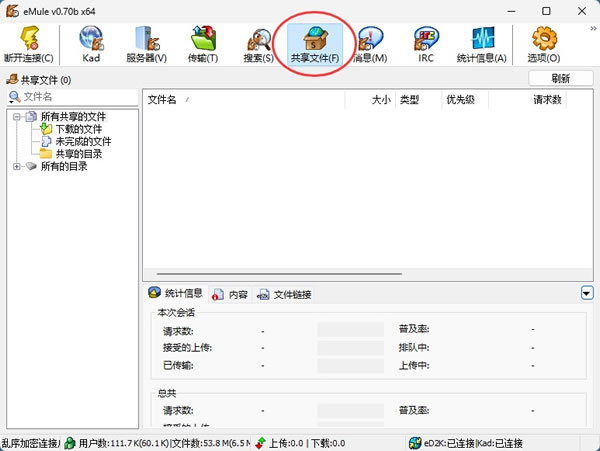 eMule v0.70b x64
断开连接(C) Kad 服务器(V) 传输(T) 搜索(S) 共享文件(F) 消息(M) IRC 统计信息(A) 选项(O)
共享文件 (0) 刷新
文件名
文件名 大小 类型 优先级 请求数
所有共享的文件
下载的文件
未完成的文件
共享的目录
所有的目录
统计信息 内容 文件链接
本次会话
请求数: - 普及率: -
接受的上传: - 排队中: -
已传输: - 上传中: -
总共
请求数: - 普及率: -
接受的上传:
乱序加密连接 用户数:111.7 K(60.1 K)|文件数:53.8 M(6.5 上传:0.0 | 下载:0.0 eD2K:已连接|Kad:已连接